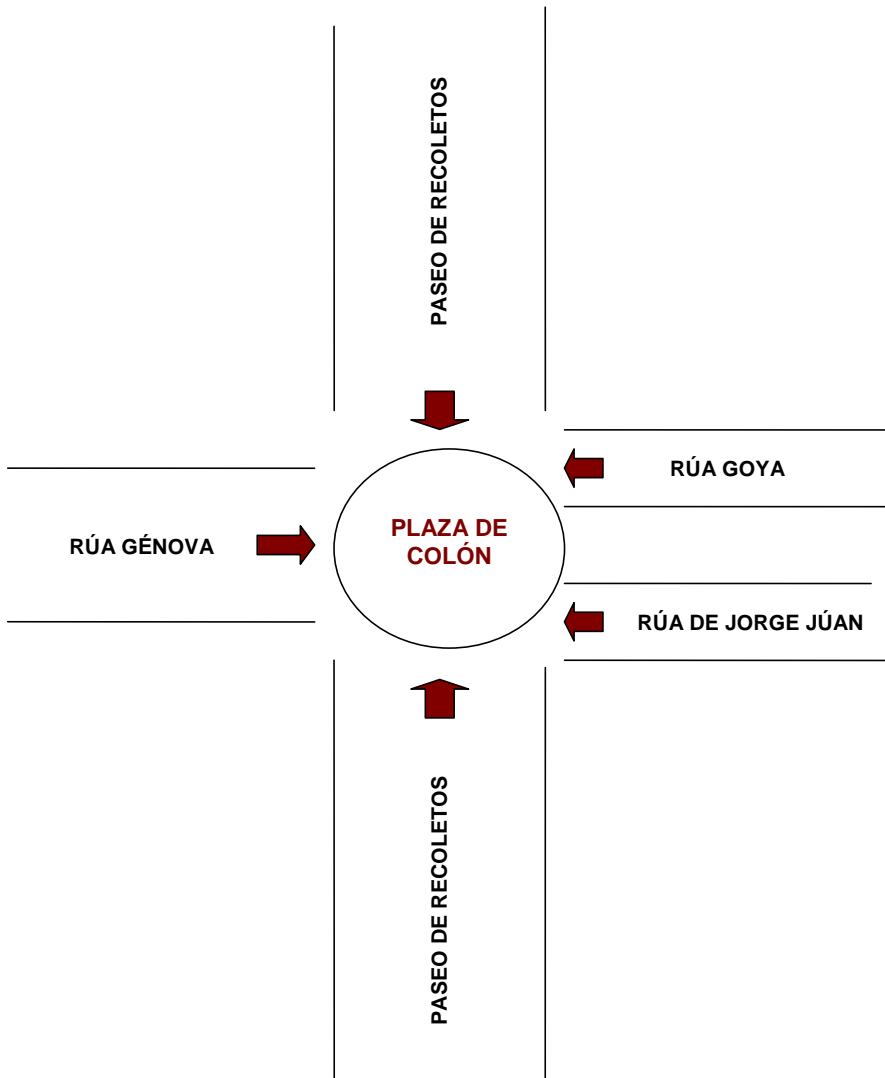 PASEO DE RECOLETOS
RÚA GOYA
PLAZA DE
COLÓN
RÚA GÉNOVA
RÚA DE JORGE JÚAN
PASEO DE RECOLETOS